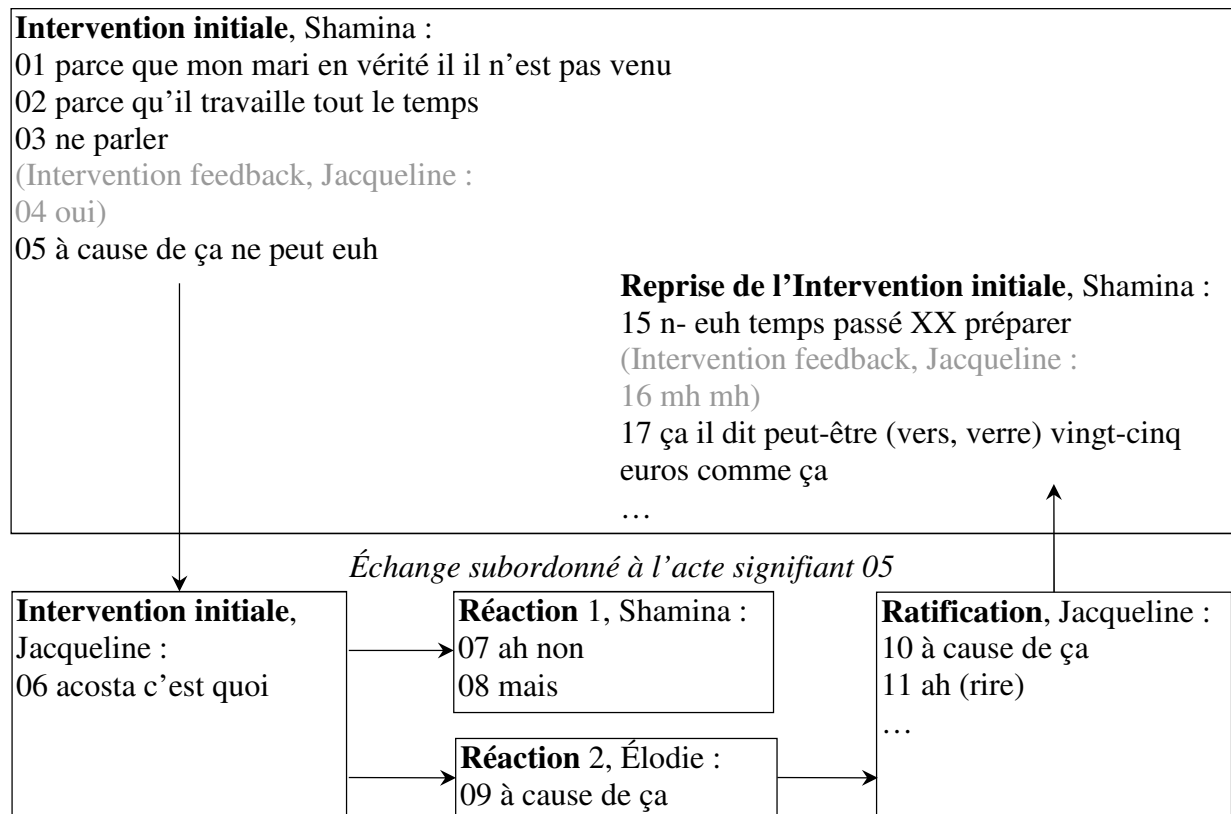 Intervention initiale, Shamina :
01 parce que mon mari en vérité il il n’est pas venu
02 parce qu’il travaille tout le temps
03 ne parler
(Intervention feedback, Jacqueline :
04 oui)
05 à cause de ça ne peut euh
Reprise de l’Intervention initiale, Shamina :
15 n- euh temps passé XX préparer
(Intervention feedback, Jacqueline :
16 mh mh)
17 ça il dit peut-être (vers, verre) vingt-cinq
euros comme ça
…
Échange subordonné à l’acte signifiant 05
Intervention initiale,
Jacqueline :
06 acosta c’est quoi
Réaction 1, Shamina :
07 ah non
08 mais
Réaction 2, Élodie :
09 à cause de ça
Ratification, Jacqueline :
10 à cause de ça
11 ah (rire)
…